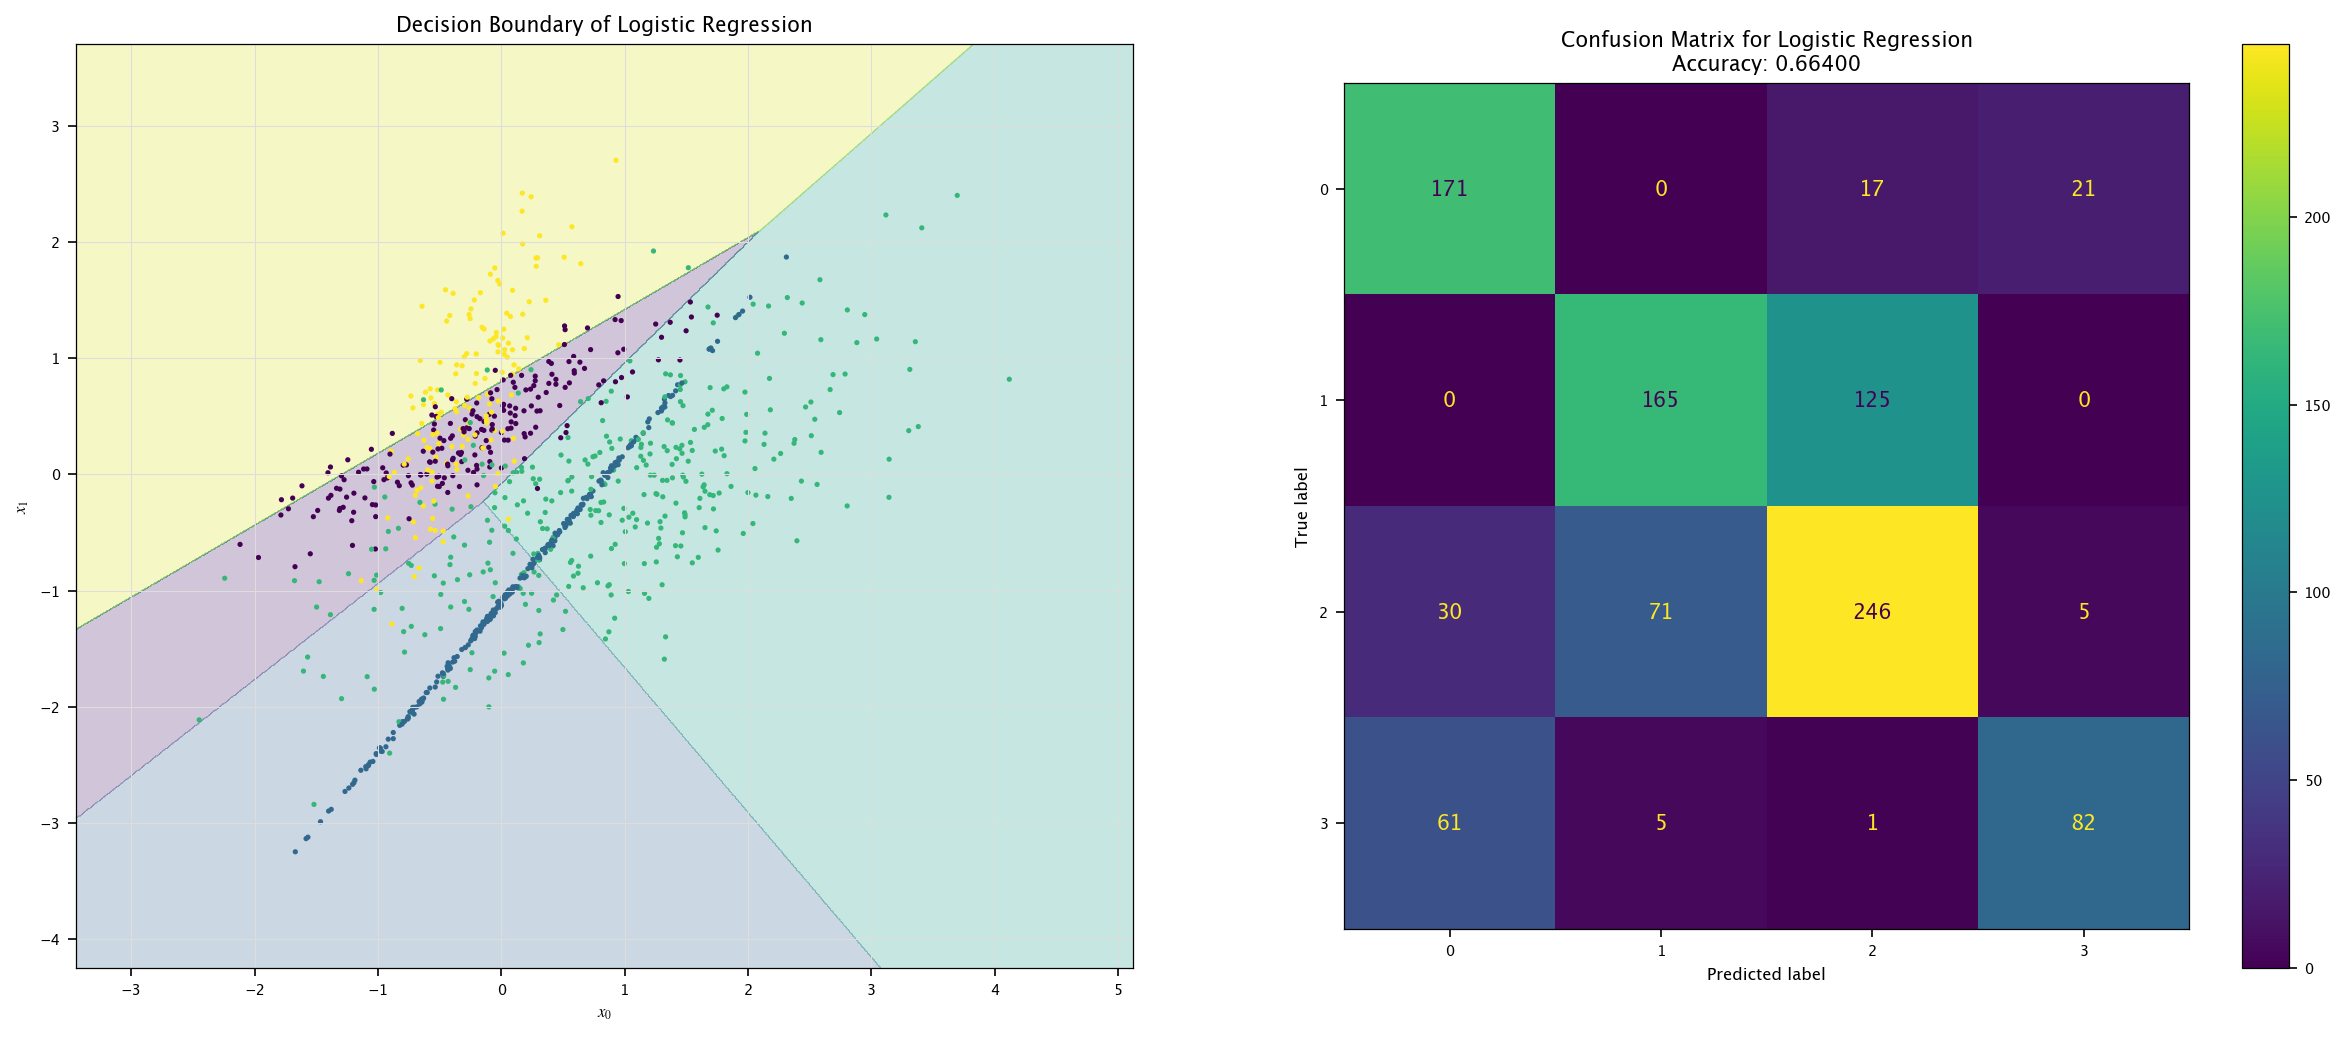 Decision Boundary of Logistic Regression
3
2
1
0
−1
−2
−3
−4
x₁
−3
−2
−1
0
1
2
3
4
5
x₀
Confusion Matrix for Logistic Regression
Accuracy: 0.66400
True label
0
1
2
3
171 0 17 21
0 165 125 0
30 71 246 5
61 5 1 82
0
1
2
3
Predicted label
200
150
100
50
0